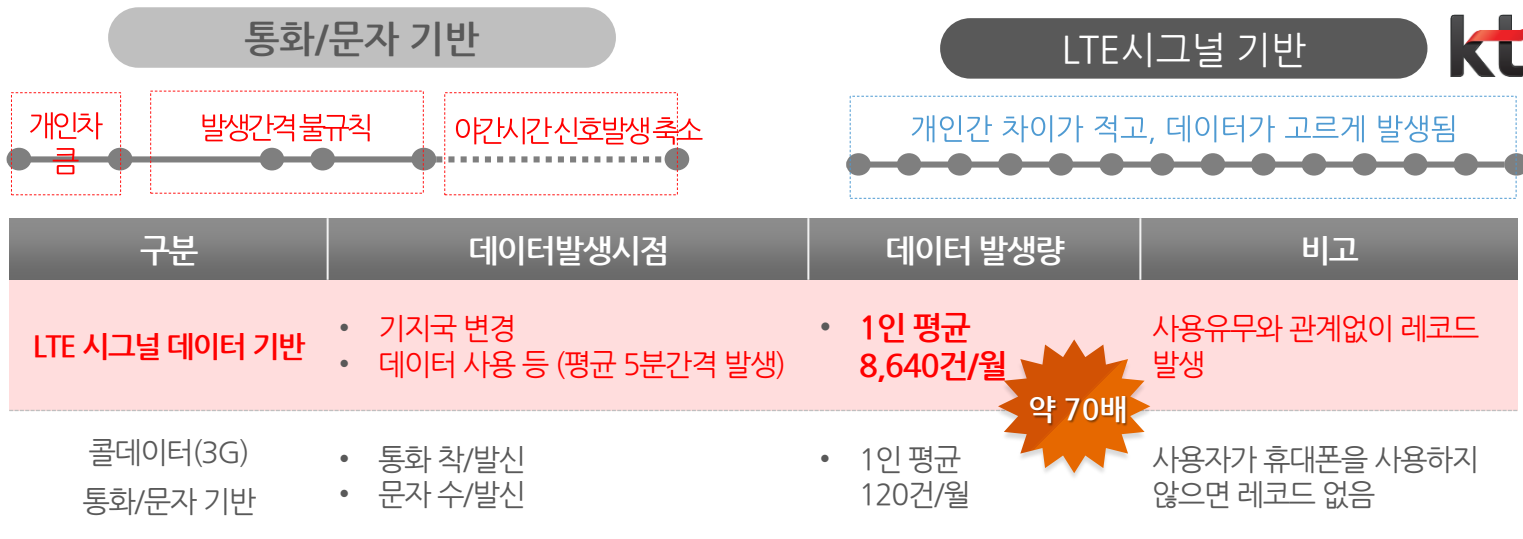 통화/문자 기반
LTE시그널 기반
kt
개인차
큼
발생간격 불규칙
야간시간 신호발생 축소
개인간 차이가 적고, 데이터가 고르게 발생됨
구분
데이터발생시점
데이터 발생량
비고
LTE 시그널 데이터 기반
• 기지국 변경
• 데이터 사용 등 (평균 5분간격 발생)
• 1인 평균
8,640건/월
약 70배
사용유무와 관계없이 레코드
발생
콜데이터(3G)
통화/문자 기반
• 통화 착/발신
• 문자 수/발신
• 1인 평균
120건/월
사용자가 휴대폰을 사용하지
않으면 레코드 없음